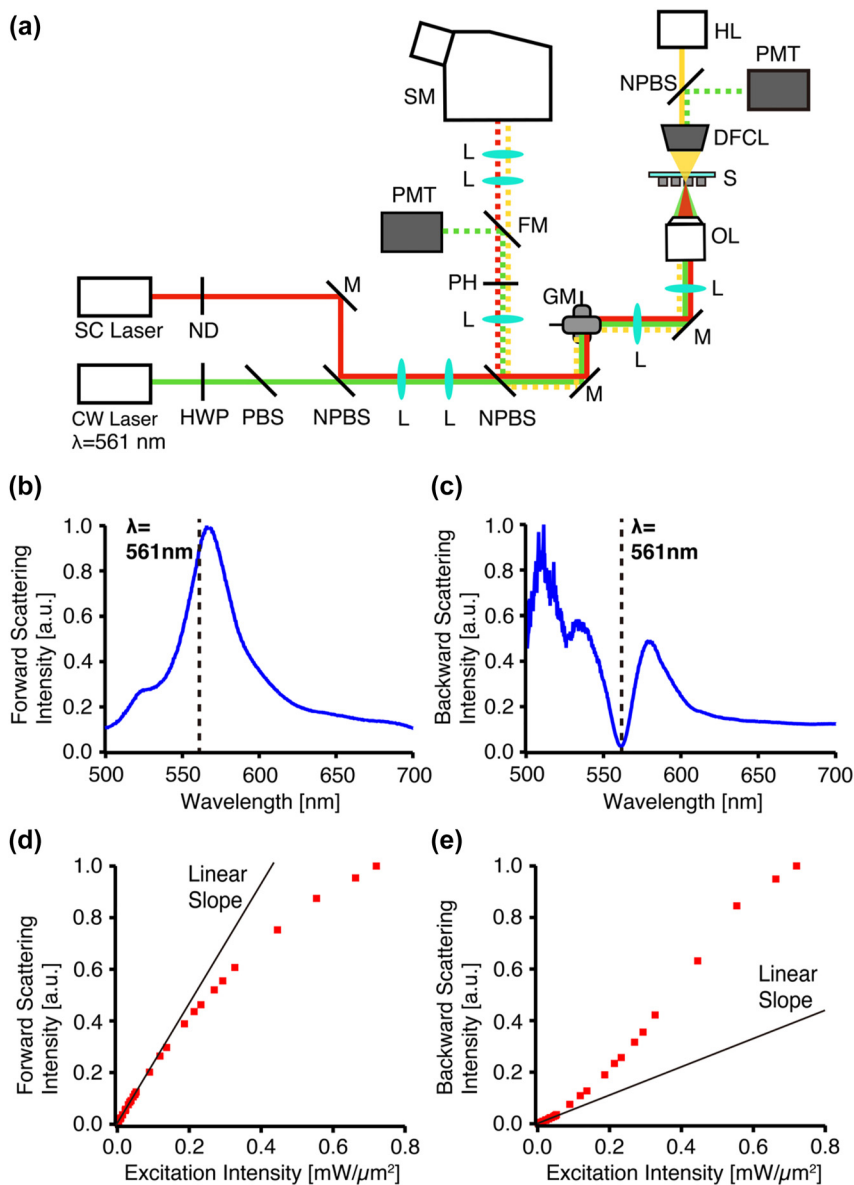 (a)
HL
PMT
NPBS
SM
DFCL
L
S
L
PMT
FM
OL
M
PH
GM
L
SC Laser
ND
L
M
L
CW Laser
λ=561 nm
HWP
PBS
NPBS
L
L
NPBS
M
(b)
Forward Scattering
Intensity [a.u.]
1.0
0.8
0.6
0.4
0.2
0.0
λ=
561nm
500
550
600
650
700
Wavelength [nm]
(c)
Backward Scattering
Intensity [a.u.]
1.0
0.8
0.6
0.4
0.2
0.0
λ=
561nm
500
550
600
650
700
Wavelength [nm]
(d)
Forward Scattering
Intensity [a.u.]
1.0
0.8
0.6
0.4
0.2
0.0
Linear
Slope
0.0
0.2
0.4
0.6
0.8
Excitation Intensity [mW/μm²]
(e)
Backward Scattering
Intensity [a.u.]
1.0
0.8
0.6
0.4
0.2
0.0
Linear
Slope
0.0
0.2
0.4
0.6
0.8
Excitation Intensity [mW/μm²]